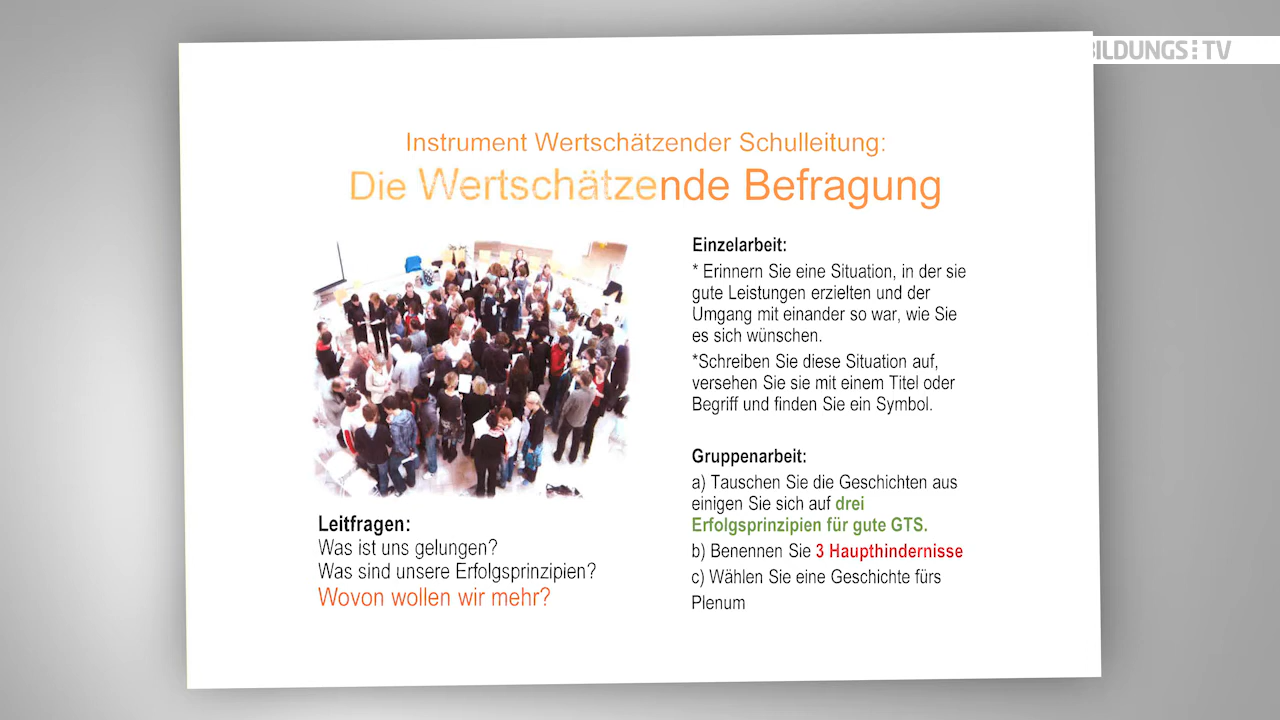 BILDUNGS:TV
Instrument Wertschätzender Schulleitung:
Die Wertschätzende Befragung
Leitfragen:
Was ist uns gelungen?
Was sind unsere Erfolgsprinzipien?
Wovon wollen wir mehr?
Einzelarbeit:
* Erinnern Sie eine Situation, in der sie
gute Leistungen erzielten und der
Umgang mit einander so war, wie Sie
es sich wünschen.
*Schreiben Sie diese Situation auf,
versehen Sie sie mit einem Titel oder
Begriff und finden Sie ein Symbol.
Gruppenarbeit:
a) Tauschen Sie die Geschichten aus
einigen Sie sich auf drei
Erfolgsprinzipien für gute GTS.
b) Benennen Sie 3 Haupthindernisse
c) Wählen Sie eine Geschichte fürs
Plenum